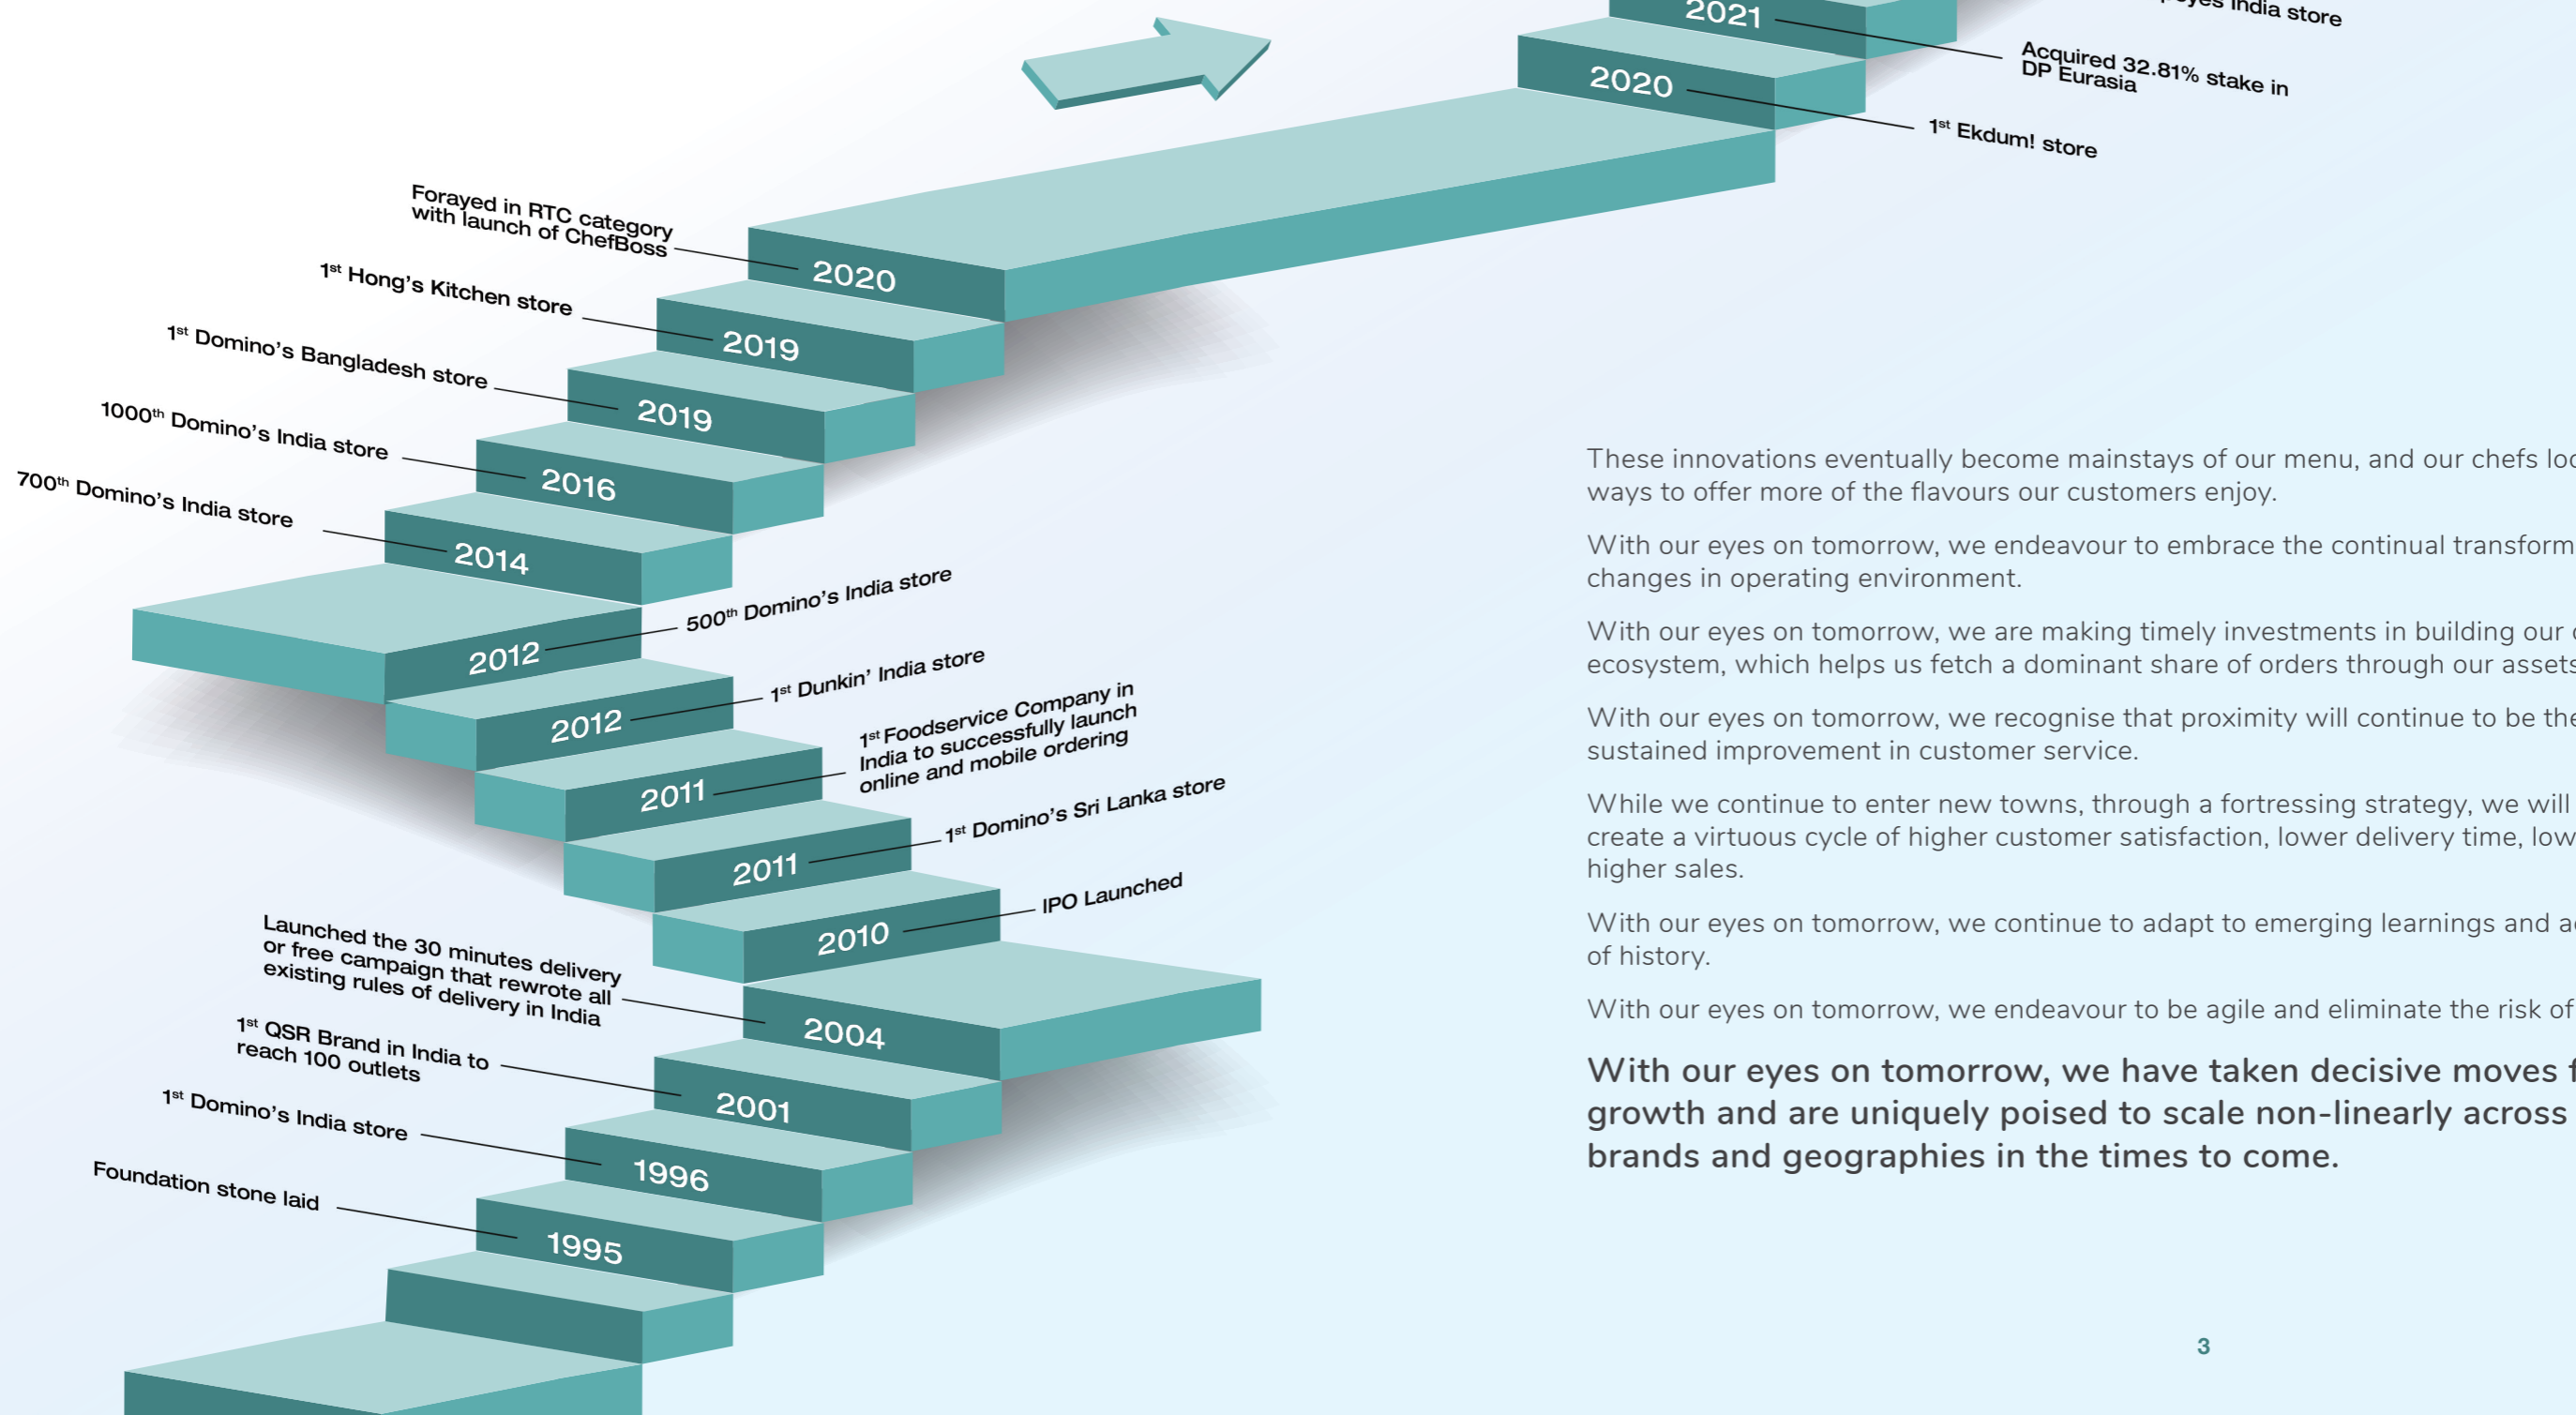 India store
2021
Acquired 32.81% stake in
DP Eurasia
2020
1st Ekdum! store
Forayed in RTC category
with launch of ChefBoss
2020
1st Hong's Kitchen store
2019
1st Domino's Bangladesh store
2019
1000th Domino's India store
2016
700th Domino's India store
2014
500th Domino's India store
2012
1st Dunkin' India store
2012
1st Foodservice Company in
India to successfully launch
online and mobile ordering
2011
1st Domino's Sri Lanka store
2011
IPO Launched
2010
Launched the 30 minutes delivery
or free campaign that rewrote all
existing rules of delivery in India
2004
1st QSR Brand in India to
reach 100 outlets
2001
1st Domino's India store
1996
Foundation stone laid
1995
These innovations eventually become mainstays of our menu, and our chefs
ways to offer more of the flavours our customers enjoy.
With our eyes on tomorrow, we endeavour to embrace the continual
changes in operating environment.
With our eyes on tomorrow, we are making timely investments in building our
ecosystem, which helps us fetch a dominant share of orders through our assets
With our eyes on tomorrow, we recognise that proximity will continue to be the
sustained improvement in customer service.
While we continue to enter new towns, through a fortressing strategy, we will
create a virtuous cycle of higher customer satisfaction, lower delivery time,
higher sales.
With our eyes on tomorrow, we continue to adapt to emerging learnings and
of history.
With our eyes on tomorrow, we endeavour to be agile and eliminate the risk of
With our eyes on tomorrow, we have taken decisive moves
growth and are uniquely poised to scale non-linearly across
brands and geographies in the times to come.
3